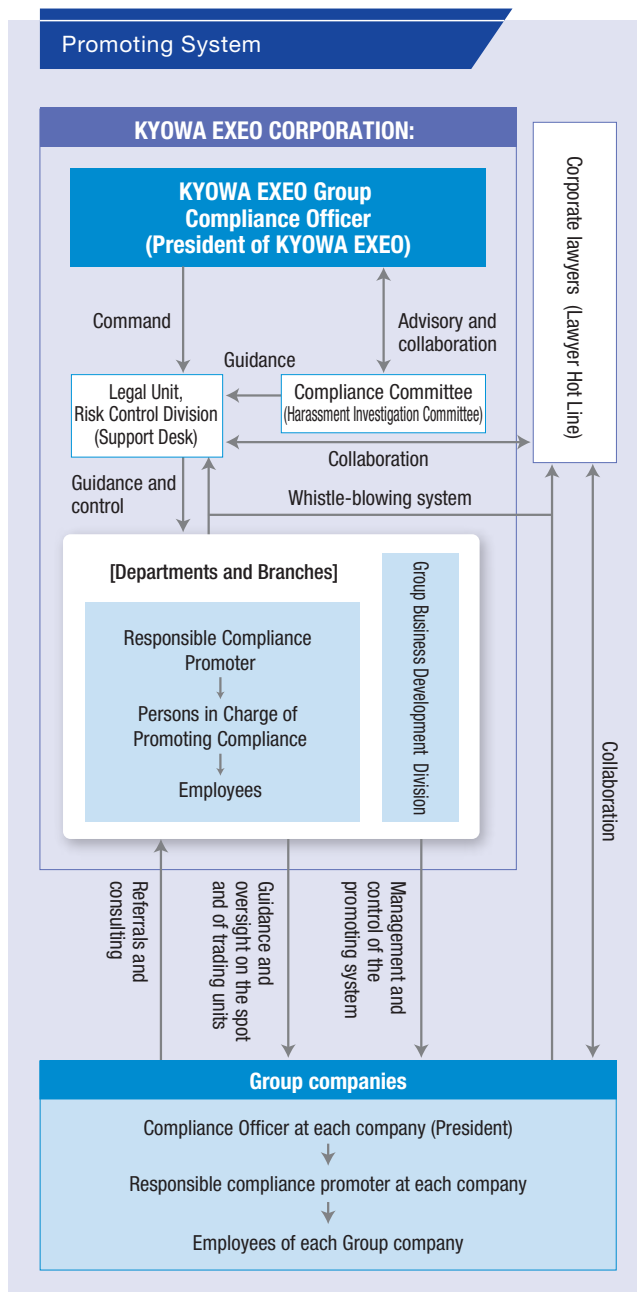 Promoting System
KYOWA EXEO CORPORATION:
KYOWA EXEO Group
Compliance Officer
(President of KYOWA EXEO)
Corporate lawyers (Lawyer Hot Line)
Command
Advisory and
collaboration
Guidance
Legal Unit,
Risk Control Division
(Support Desk)
Compliance Committee
(Harassment Investigation Committee)
Collaboration
Guidance and
control
Whistle-blowing system
[Departments and Branches]
Responsible Compliance
Promoter
Persons in Charge of
Promoting Compliance
Employees
Group Business Development Division
Collaboration
Referrals and
consulting
Guidance and
oversight on the spot
and of trading units
Management and
control of the
promoting system
Group companies
Compliance Officer at each company (President)
Responsible compliance promoter at each company
Employees of each Group company